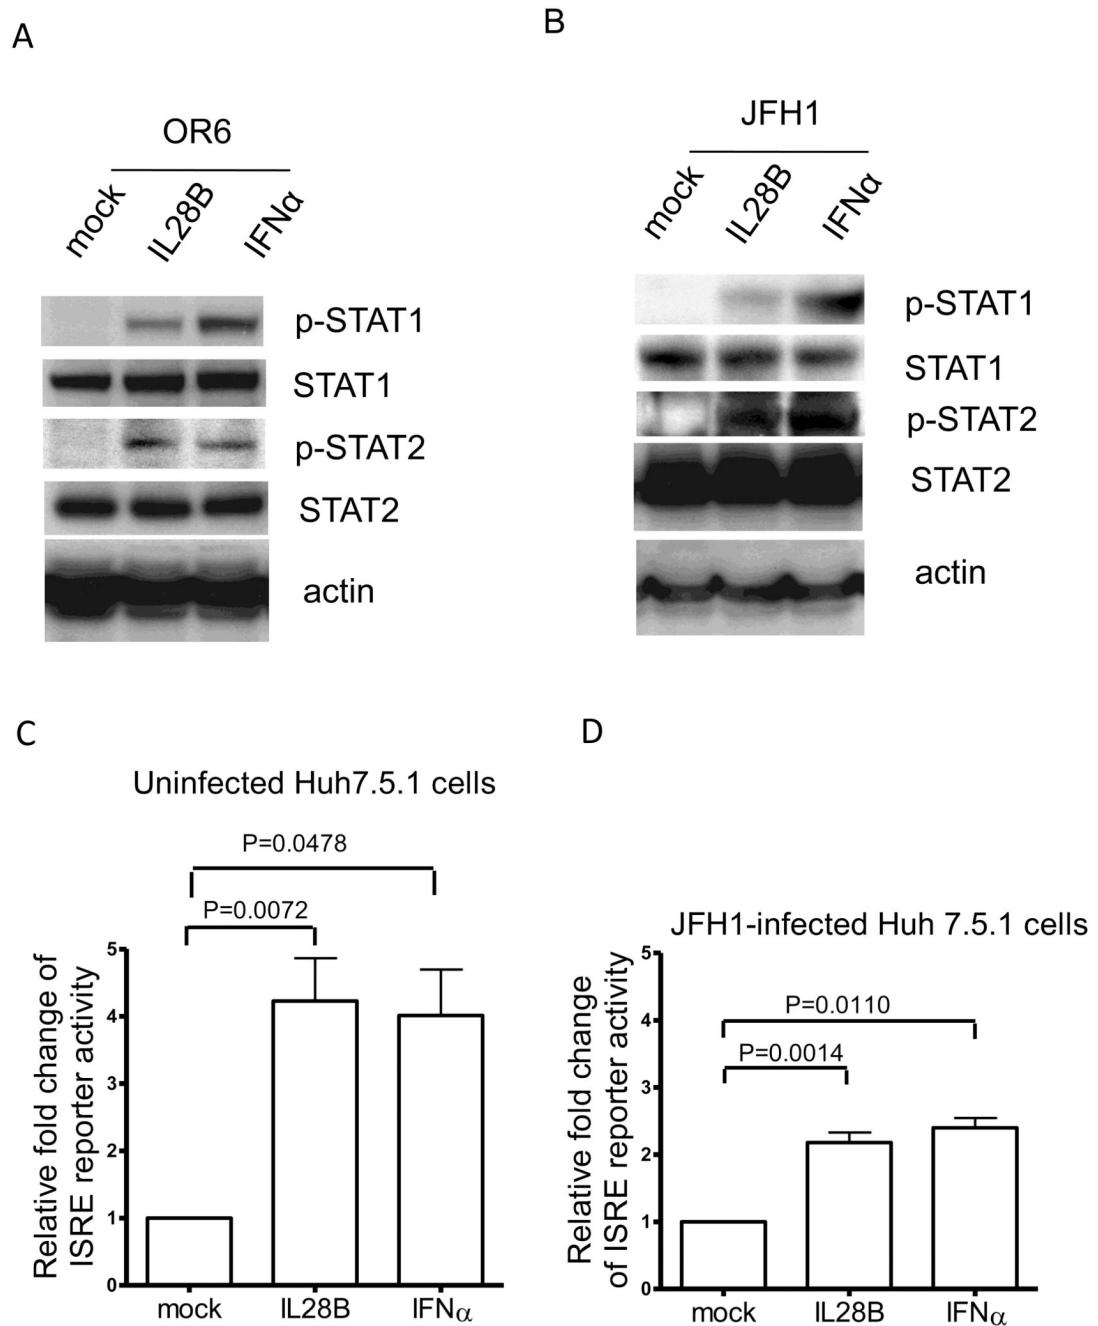 A
OR6
mock
IL28B
IFNα
p-STAT1
STAT1
p-STAT2
STAT2
actin
B
JFH1
mock
IL28B
IFNα
p-STAT1
STAT1
p-STAT2
STAT2
actin
C
Uninfected Huh7.5.1 cells
P=0.0478
P=0.0072
Relative fold change of
ISRE reporter activity
5
4
3
2
1
0
mock
IL28B
IFNα
D
JFH1-infected Huh 7.5.1 cells
P=0.0110
P=0.0014
Relative fold change
of ISRE reporter activity
5
4
3
2
1
0
mock
IL28B
IFNα